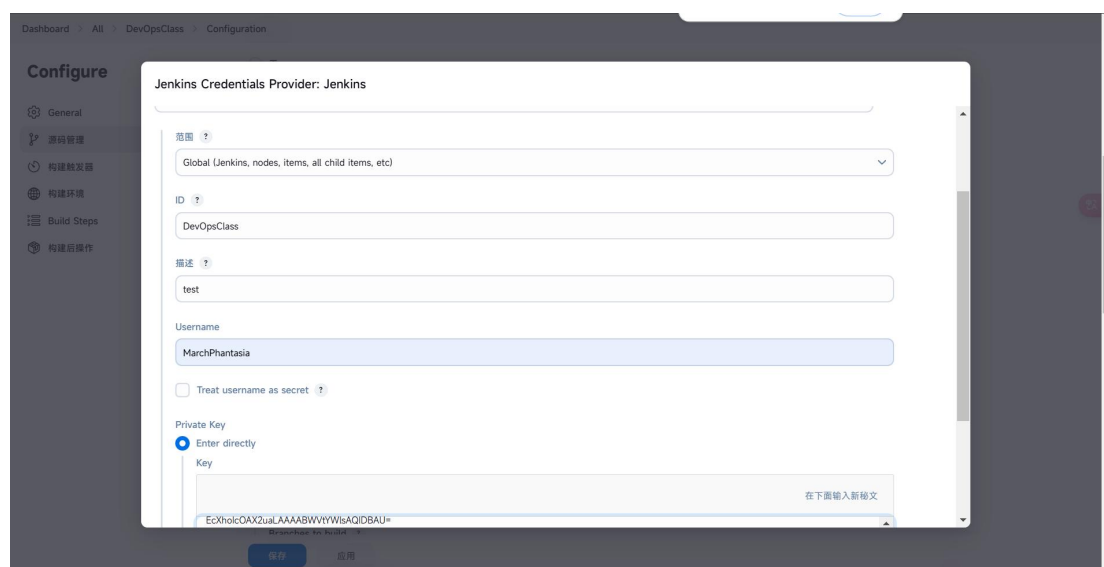 Dashboard > All > DevOpsClass > Configuration
Configure
General
源码管理
构建触发器
构建环境
Build Steps
构建后操作
Jenkins Credentials Provider: Jenkins
范围 ?
Global (Jenkins, nodes, items, all child items, etc)
ID ?
DevOpsClass
描述 ?
test
Username
MarchPhantasia
Treat username as secret ?
Private Key
Enter directly
Key
在下面输入新秘文
EcXholcOAX2uaLAAAABWVtYWlsAQIDBAU=
Branches to build
保存
应用